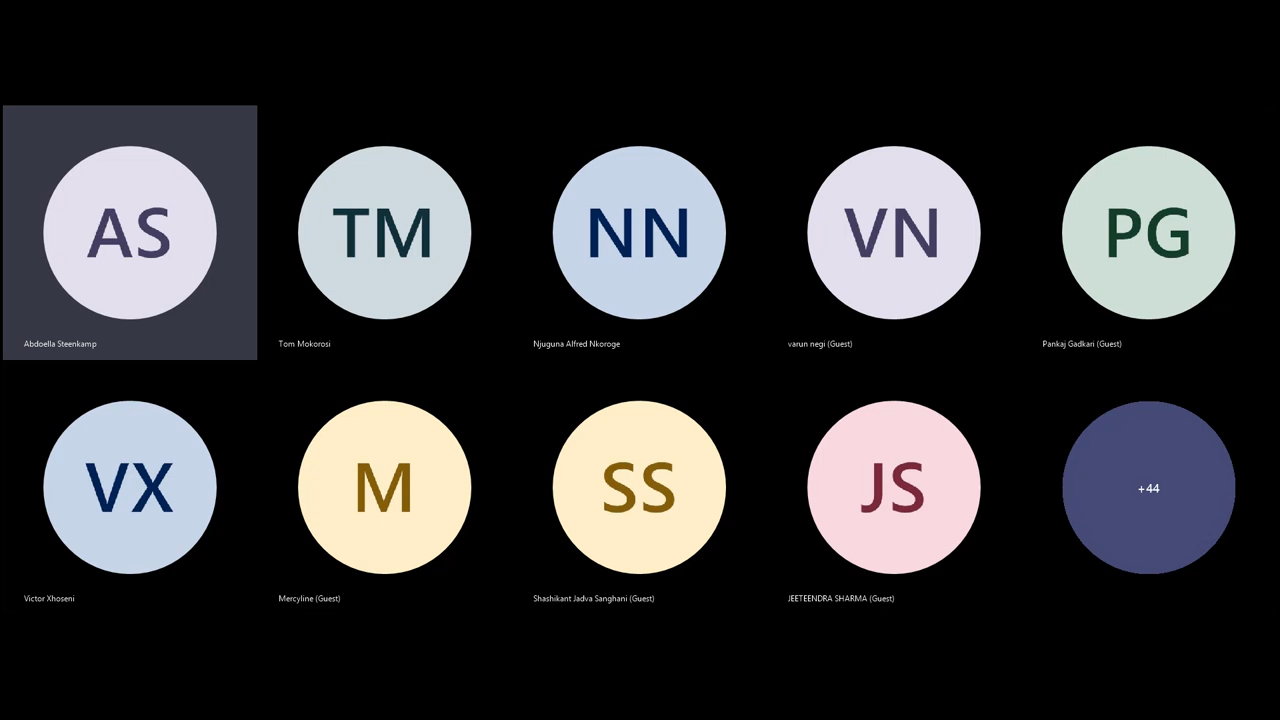 AS
TM
NN
VN
PG
Abdoella Steenkamp
Tom Mokorosi
Njuguna Alfred Nkoroge
varun negi (Guest)
Pankaj Gadkari (Guest)
VX
M
SS
JS
+44
Victor Xhoseni
Mercyline (Guest)
Shashikant Jadva Sanghani (Guest)
JEETEENDRA SHARMA (Guest)